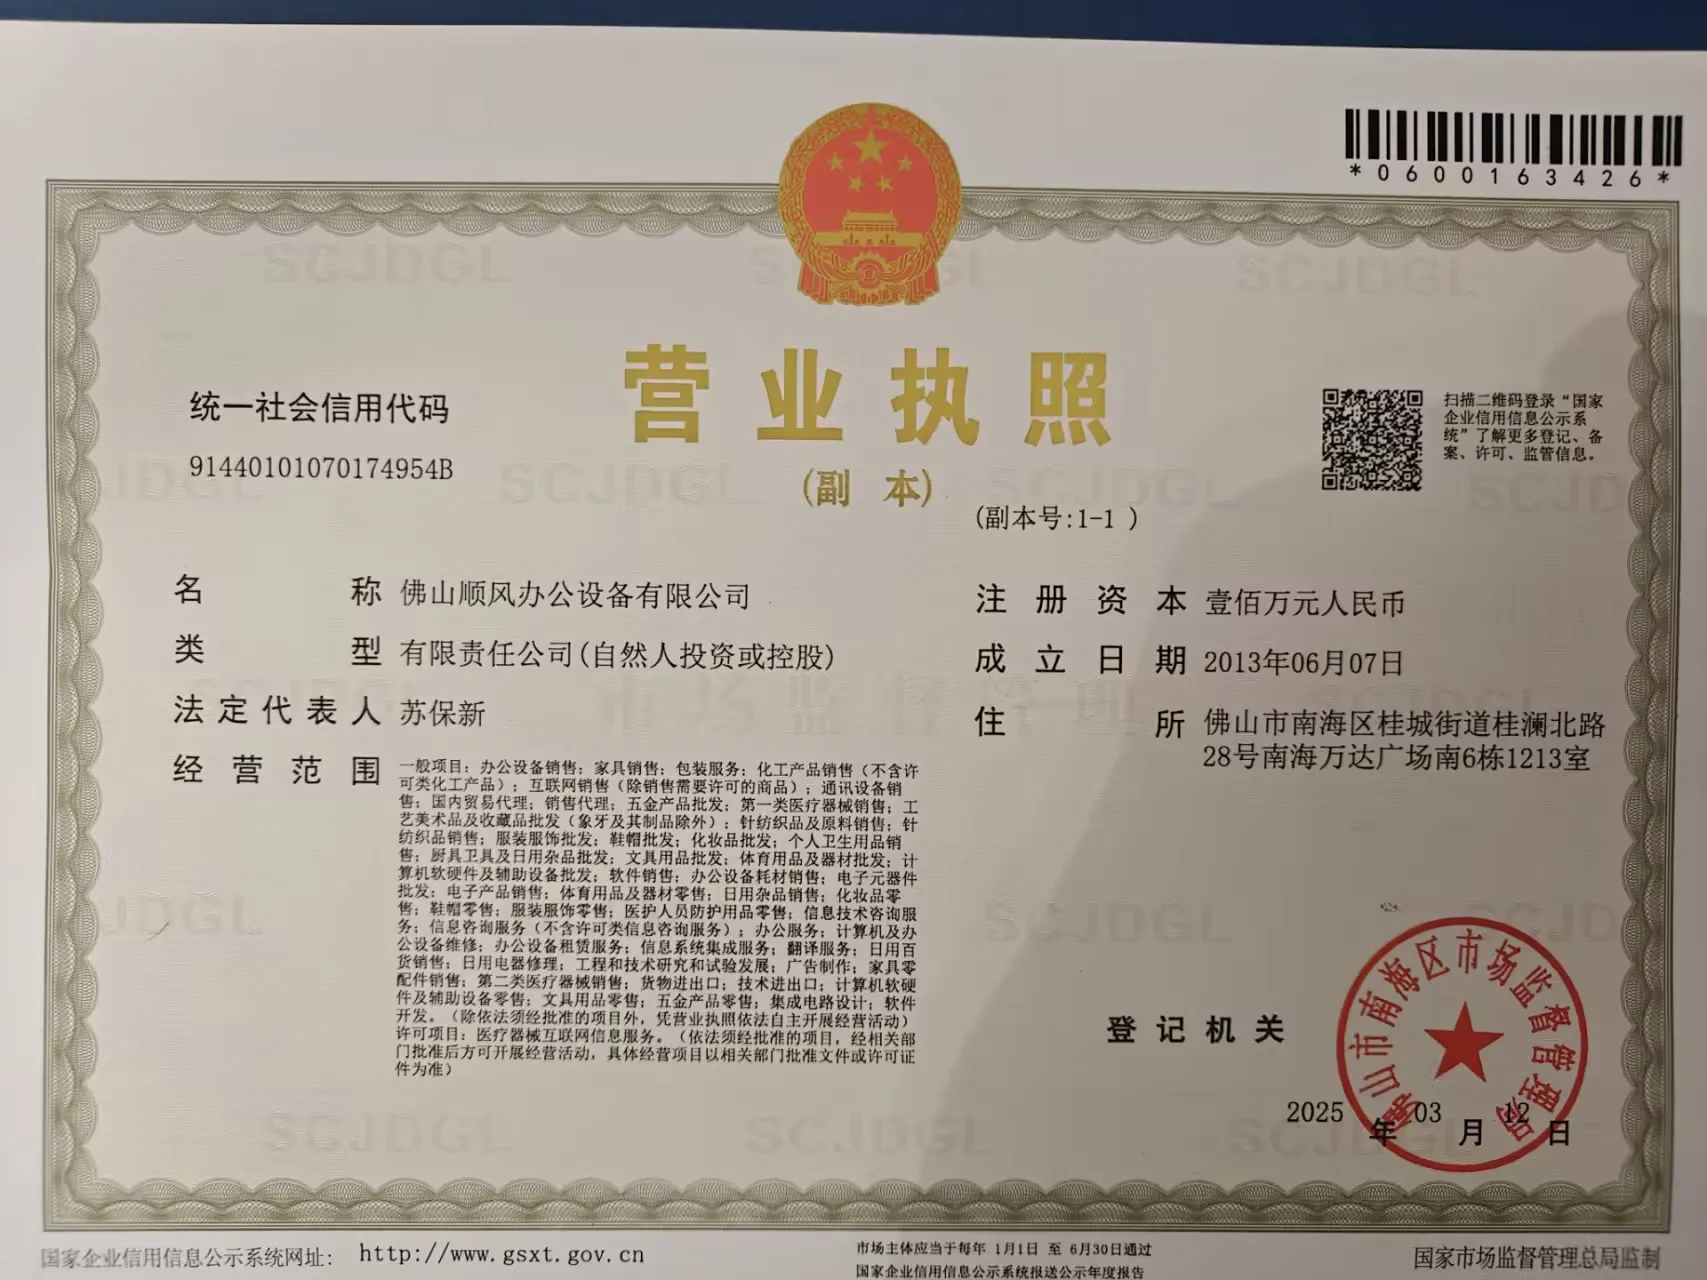 *0600163426*
营业执照
(副 本)
(副本号:1-1 )
统一社会信用代码
91440101070174954B
扫描二维码登录“国家
企业信用信息公示系
统”了解更多登记、备
案、许可、监管信息。
名 称 佛山顺风办公设备有限公司
类 型 有限责任公司(自然人投资或控股)
法定代表人 苏保新
经营范围 一般项目：办公设备销售；家具销售；包装服务；化工产品销售（不含许
可类化工产品）；互联网销售（除销售需要许可的商品）；通讯设备销
售；国内贸易代理；销售代理；五金产品批发；第一类医疗器械销售；工
艺美术品及收藏品批发（象牙及其制品除外）；针纺织品及原料销售；针
纺织品销售；服装服饰批发；鞋帽批发；化妆品批发；个人卫生用品销
售；厨具卫具及日用杂品批发；文具用品批发；体育用品及器材批发；计
算机软硬件及辅助设备批发；软件销售；办公设备耗材销售；电子元器件
批发；电子产品销售；体育用品及器材零售；日用杂品销售；化妆品零
售；鞋帽零售；服装服饰零售；医护人员防护用品零售；信息技术咨询服
务；信息咨询服务（不含许可类信息咨询服务）；办公服务；计算机及办
公设备维修；办公设备租赁服务；信息系统集成服务；翻译服务；日用百
货销售；日用电器修理；工程和技术研究和试验发展；广告制作；家具零
配件销售；第二类医疗器械销售；货物进出口；技术进出口；计算机软硬
件及辅助设备零售；文具用品零售；五金产品零售；集成电路设计；软件
开发。（除依法须经批准的项目外，凭营业执照依法自主开展经营活动）
许可项目：医疗器械互联网信息服务。（依法须经批准的项目，经相关部
门批准后方可开展经营活动，具体经营项目以相关部门批准文件或许可证
件为准）
注册资本 壹佰万元人民币
成立日期 2013年06月07日
住 所 佛山市南海区桂城街道桂澜北路
28号南海万达广场南6栋1213室
登记机关
佛山市南海区市场监督管理局
2025 年 03 月 12 日
国家企业信用信息公示系统网址： http://www.gsxt.gov.cn
市场主体应当于每年 1月1日 至 6月30日通过
国家企业信用信息公示系统报送公示年度报告
国家市场监督管理总局监制